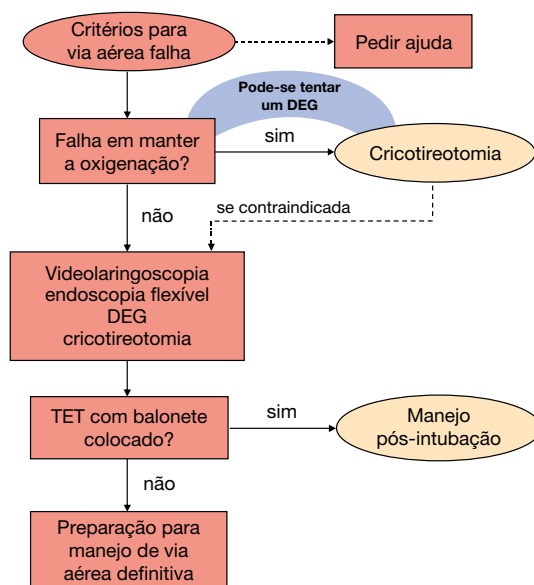 Critérios para
via aérea falha
Pedir ajuda
Pode-se tentar
um DEG
Falha em manter
a oxigenação?
sim
Cricotireotomia
não
se contraindicada
Videolaringoscopia
endoscopia flexível
DEG
cricotireotomia
TET com balonete
colocado?
sim
Manejo
pós-intubação
não
Preparação para
manejo de via
aérea definitiva